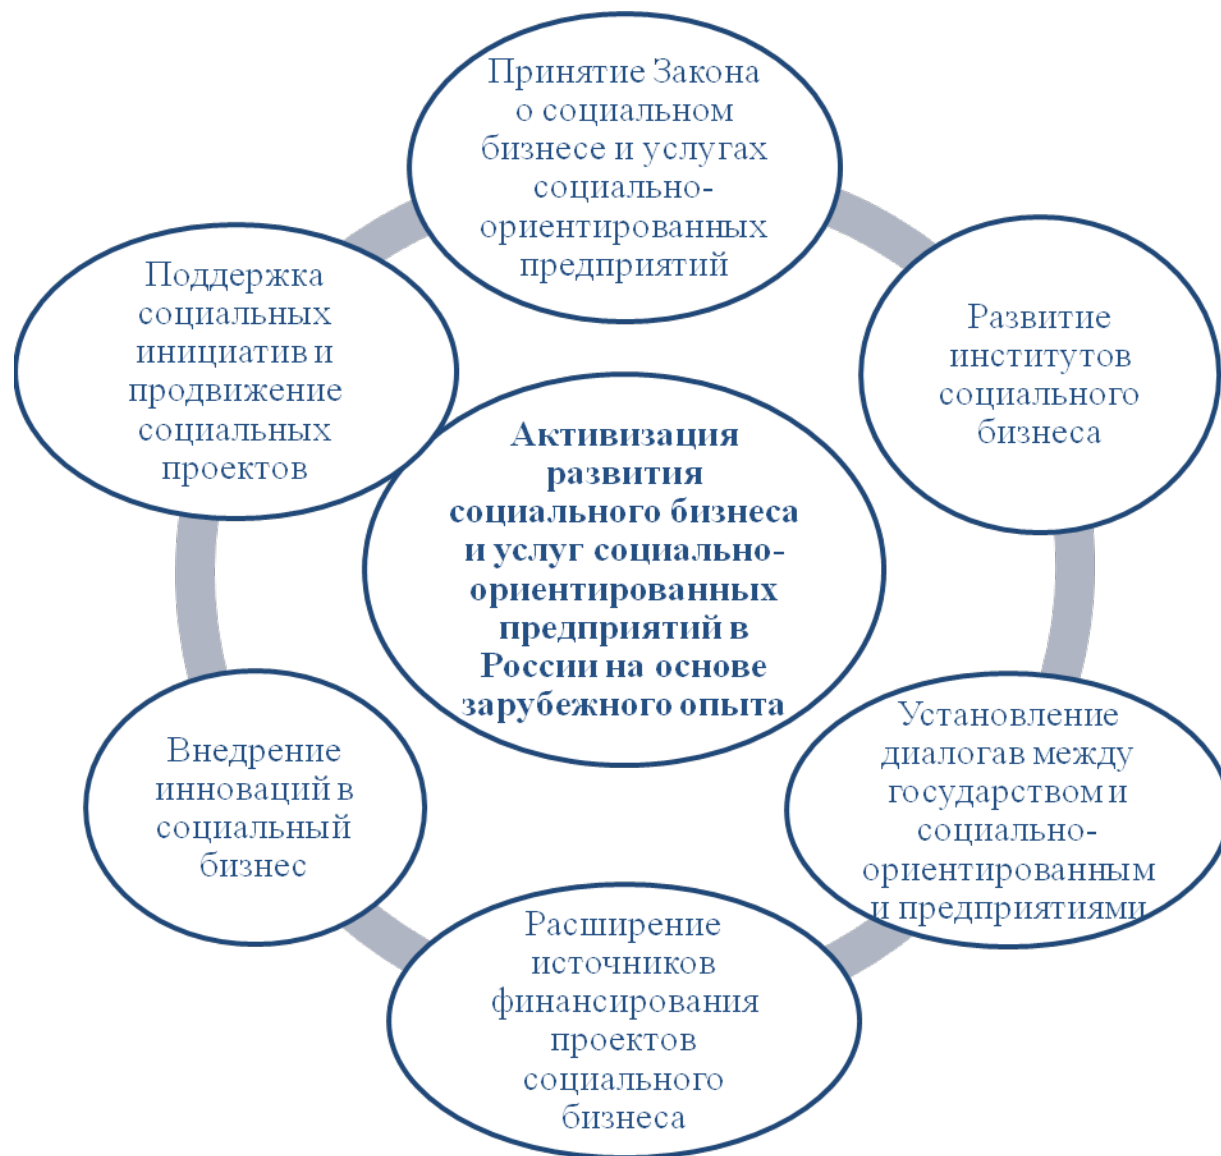 Принятие Закона
о социальном
бизнесе и услугах
социально-
ориентированных
предприятий
Развитие
институтов
социального
бизнеса
Установление
диалогав между
государством и
социально-
ориентированным
и предприятиями
Расширение
источников
финансирования
проектов
социального
бизнеса
Внедрение
инноваций в
социальный
бизнес
Поддержка
социальных
инициатив и
продвижение
социальных
проектов
Активизация
развития
социального бизнеса
и услуг социально-
ориентированных
предприятий в
России на основе
зарубежного опыта